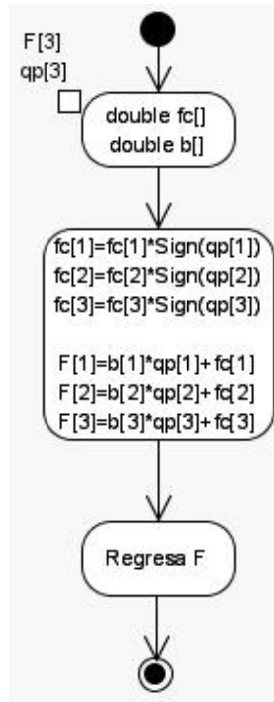 F[3]
qp[3]
double fc[]
double b[]
fc[1]=fc[1]*Sign(qp[1])
fc[2]=fc[2]*Sign(qp[2])
fc[3]=fc[3]*Sign(qp[3])
F[1]=b[1]*qp[1]+fc[1]
F[2]=b[2]*qp[2]+fc[2]
F[3]=b[3]*qp[3]+fc[3]
Regresa F